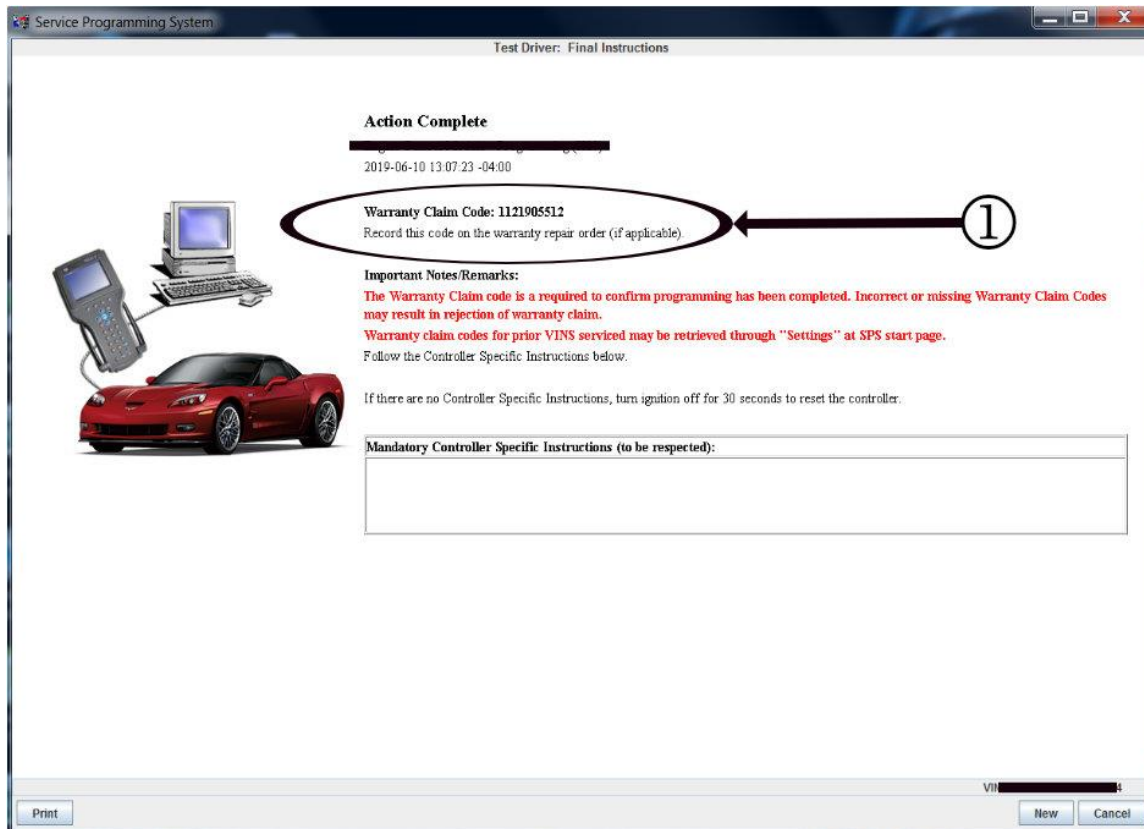 Service Programming System
Test Driver: Final Instructions
Action Complete
2019-06-10 13:07:23 -04:00
Warranty Claim Code: 1121905512
Record this code on the warranty repair order (if applicable).
1
Important Notes/Remarks:
The Warranty Claim code is a required to confirm programming has been completed. Incorrect or missing Warranty Claim Codes
may result in rejection of warranty claim.
Warranty claim codes for prior VINS serviced may be retrieved through "Settings" at SPS start page.
Follow the Controller Specific Instructions below.
If there are no Controller Specific Instructions, turn ignition off for 30 seconds to reset the controller.
Mandatory Controller Specific Instructions (to be respected):
VIN 4
Print
New
Cancel